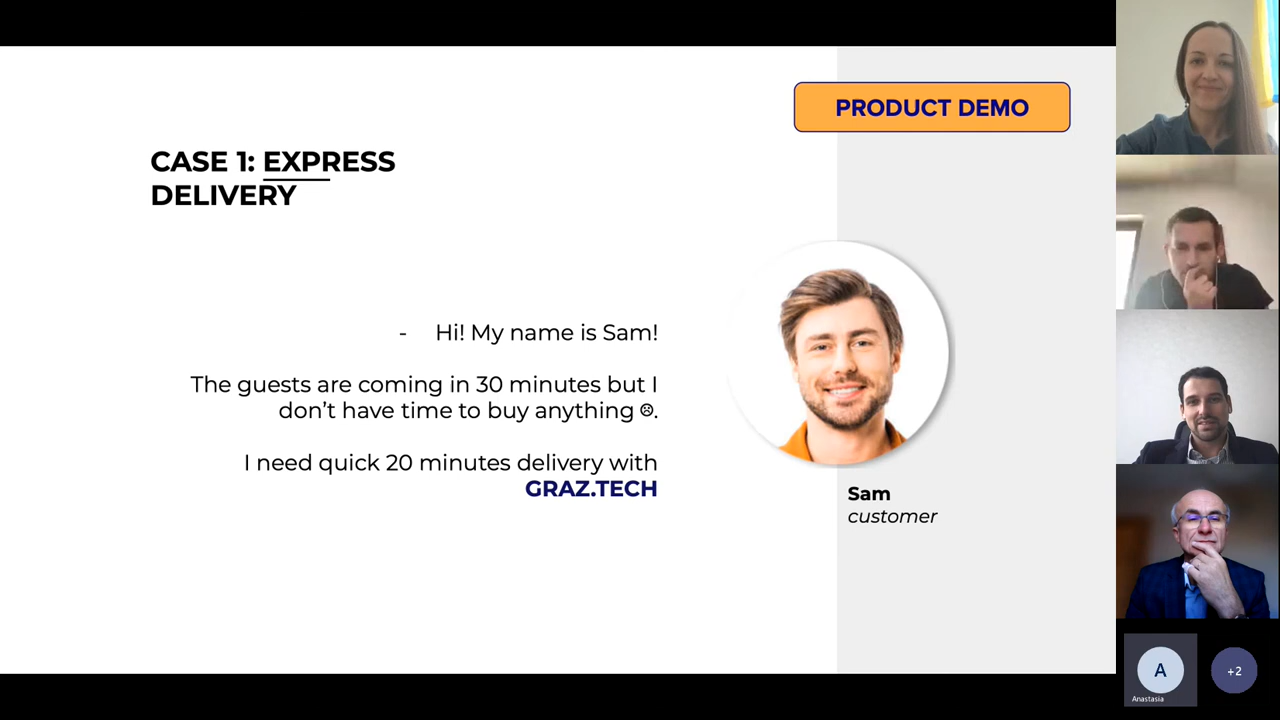 PRODUCT DEMO
CASE 1: EXPRESS
DELIVERY
- Hi! My name is Sam!
The guests are coming in 30 minutes but I
don’t have time to buy anything ☹.
I need quick 20 minutes delivery with
GRAZ.TECH
Sam
customer
A
Anastasia
+2